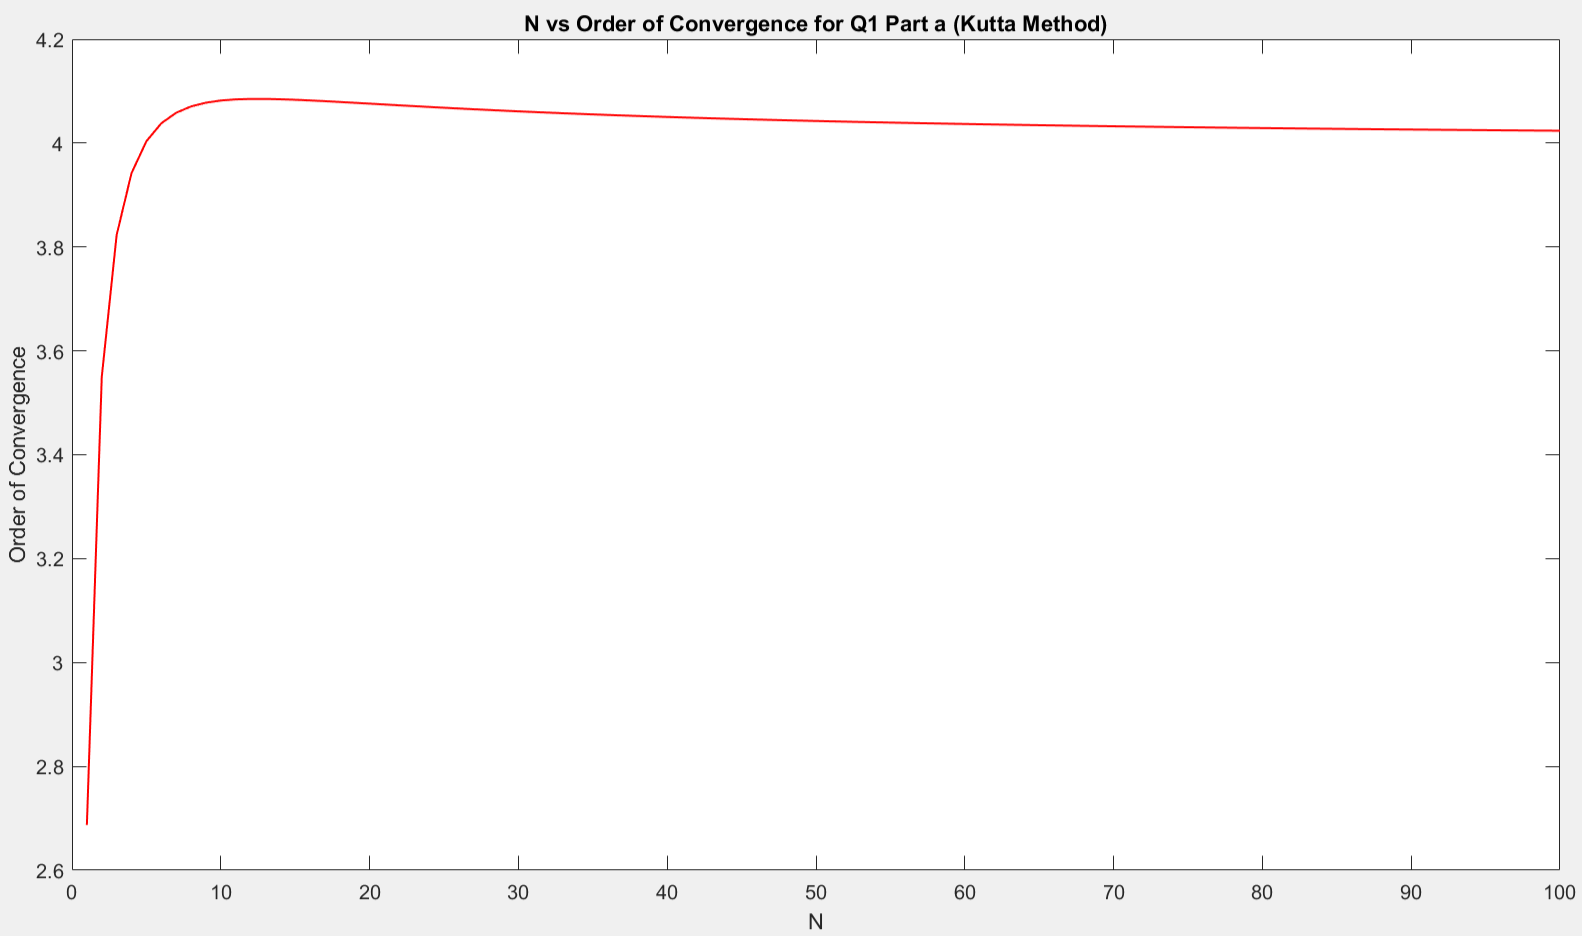 N vs Order of Convergence for Q1 Part a (Kutta Method)
4.2
4
3.8
3.6
3.4
3.2
3
2.8
2.6
Order of Convergence
0 10 20 30 40 50 60 70 80 90 100
N